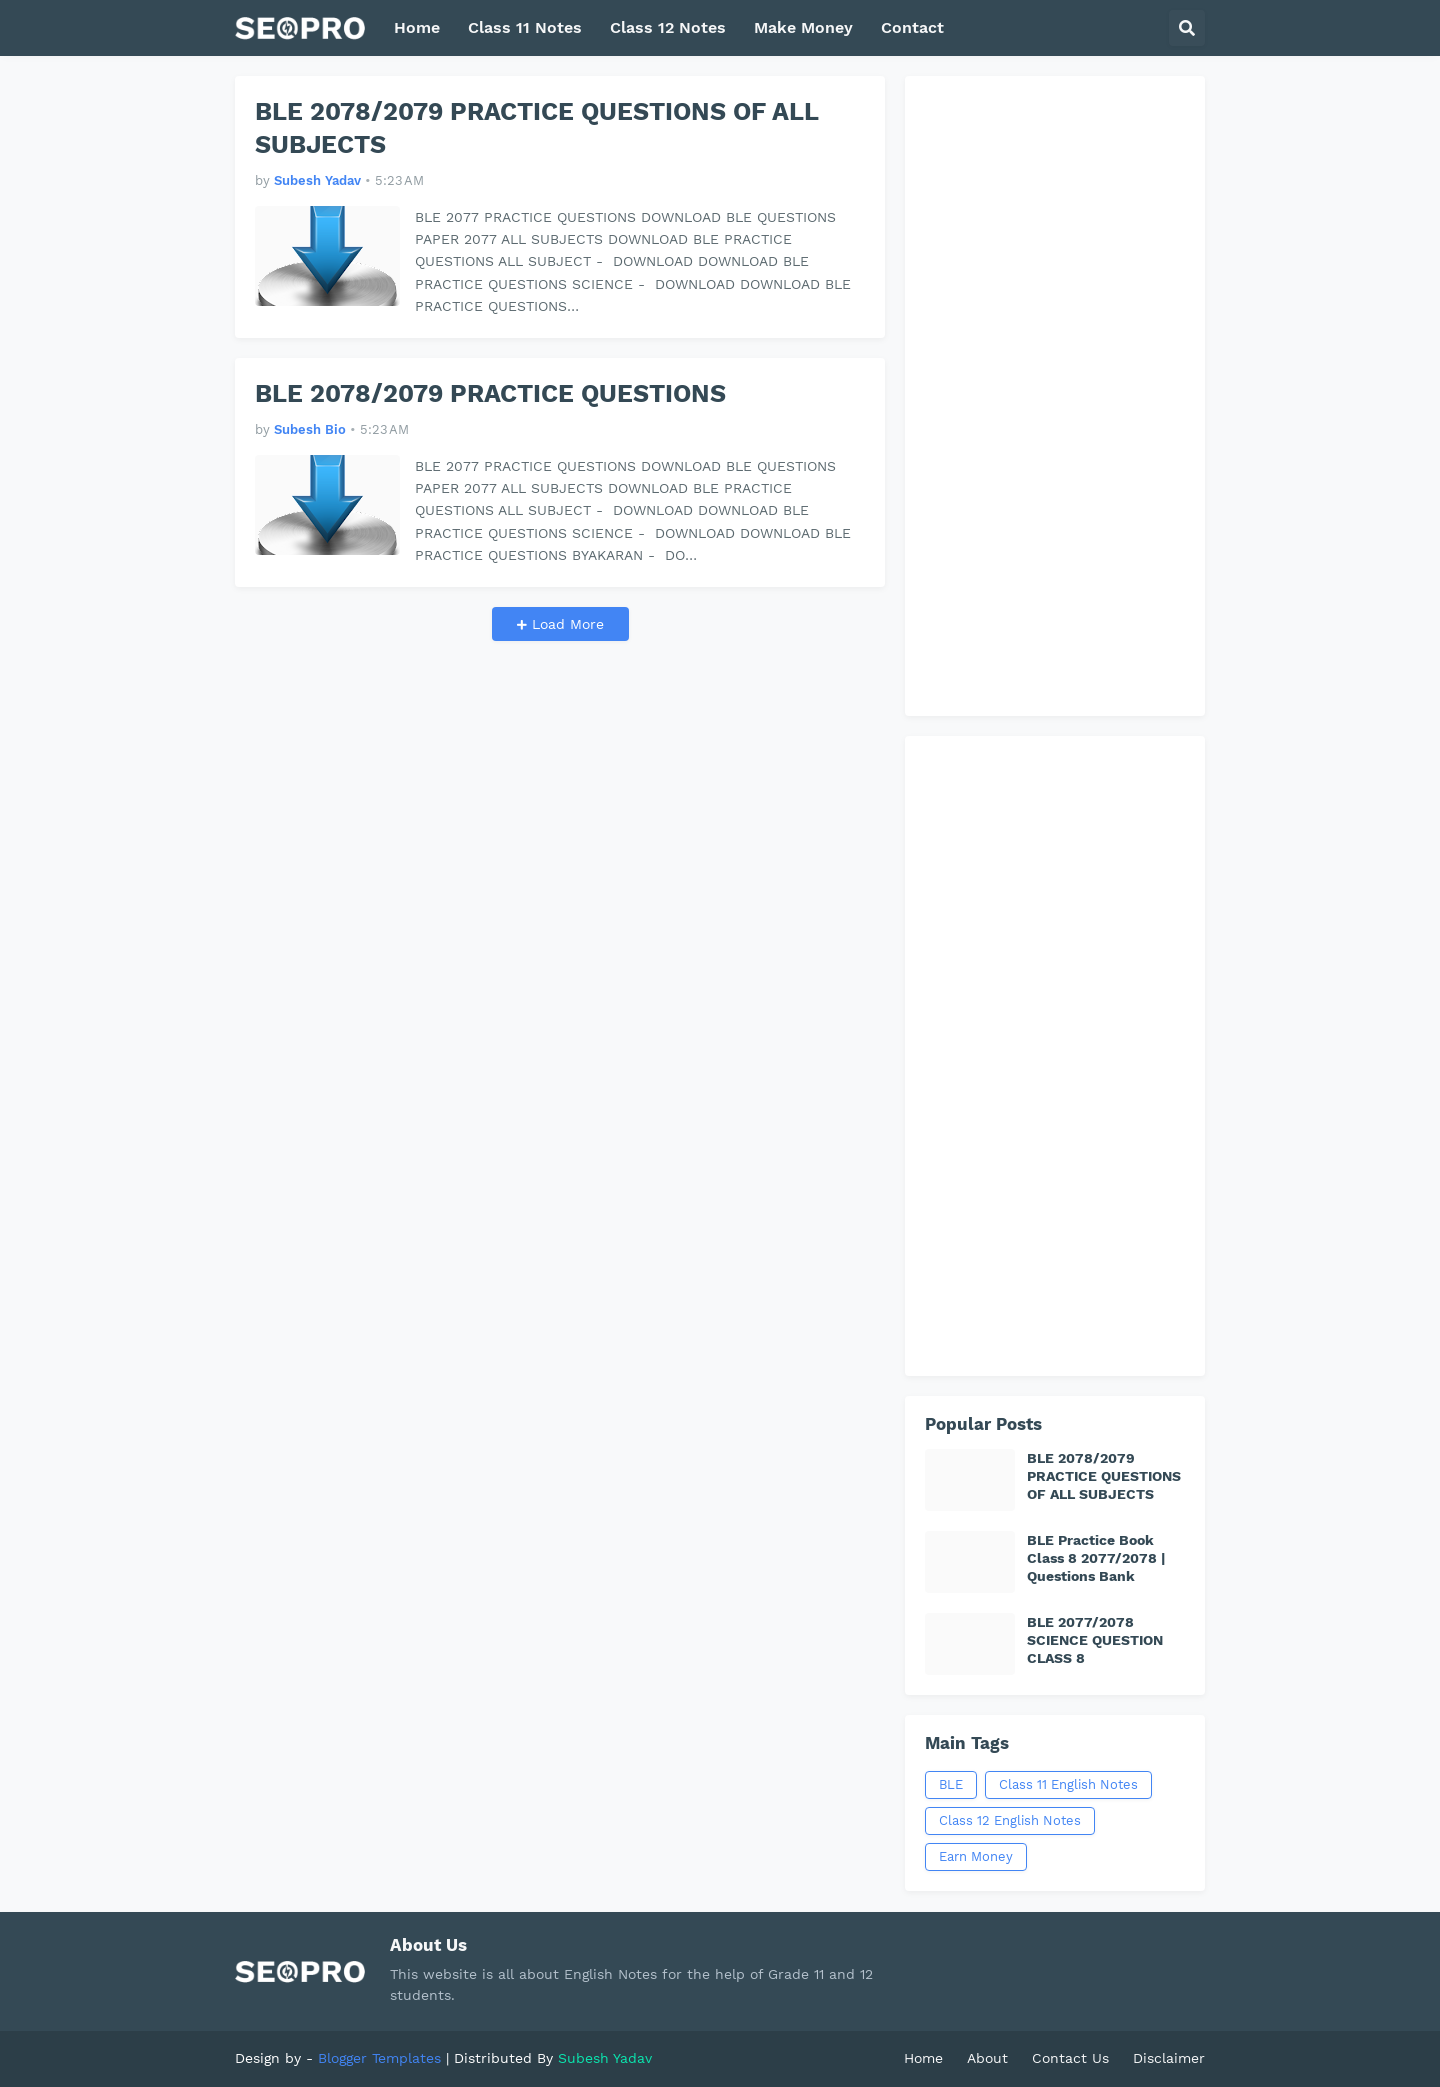 SEOPRO
Home Class 11 Notes Class 12 Notes Make Money Contact
BLE 2078/2079 PRACTICE QUESTIONS OF ALL
SUBJECTS
by Subesh Yadav • 5:23 AM
BLE 2077 PRACTICE QUESTIONS DOWNLOAD BLE QUESTIONS
PAPER 2077 ALL SUBJECTS DOWNLOAD BLE PRACTICE
QUESTIONS ALL SUBJECT - DOWNLOAD DOWNLOAD BLE
PRACTICE QUESTIONS SCIENCE - DOWNLOAD DOWNLOAD BLE
PRACTICE QUESTIONS…
BLE 2078/2079 PRACTICE QUESTIONS
by Subesh Bio • 5:23 AM
BLE 2077 PRACTICE QUESTIONS DOWNLOAD BLE QUESTIONS
PAPER 2077 ALL SUBJECTS DOWNLOAD BLE PRACTICE
QUESTIONS ALL SUBJECT - DOWNLOAD DOWNLOAD BLE
PRACTICE QUESTIONS SCIENCE - DOWNLOAD DOWNLOAD BLE
PRACTICE QUESTIONS BYAKARAN - DO…
+ Load More
Popular Posts
BLE 2078/2079
PRACTICE QUESTIONS
OF ALL SUBJECTS
BLE Practice Book
Class 8 2077/2078 |
Questions Bank
BLE 2077/2078
SCIENCE QUESTION
CLASS 8
Main Tags
BLE Class 11 English Notes
Class 12 English Notes
Earn Money
SEOPRO
About Us
This website is all about English Notes for the help of Grade 11 and 12
students.
Design by - Blogger Templates | Distributed By Subesh Yadav
Home About Contact Us Disclaimer